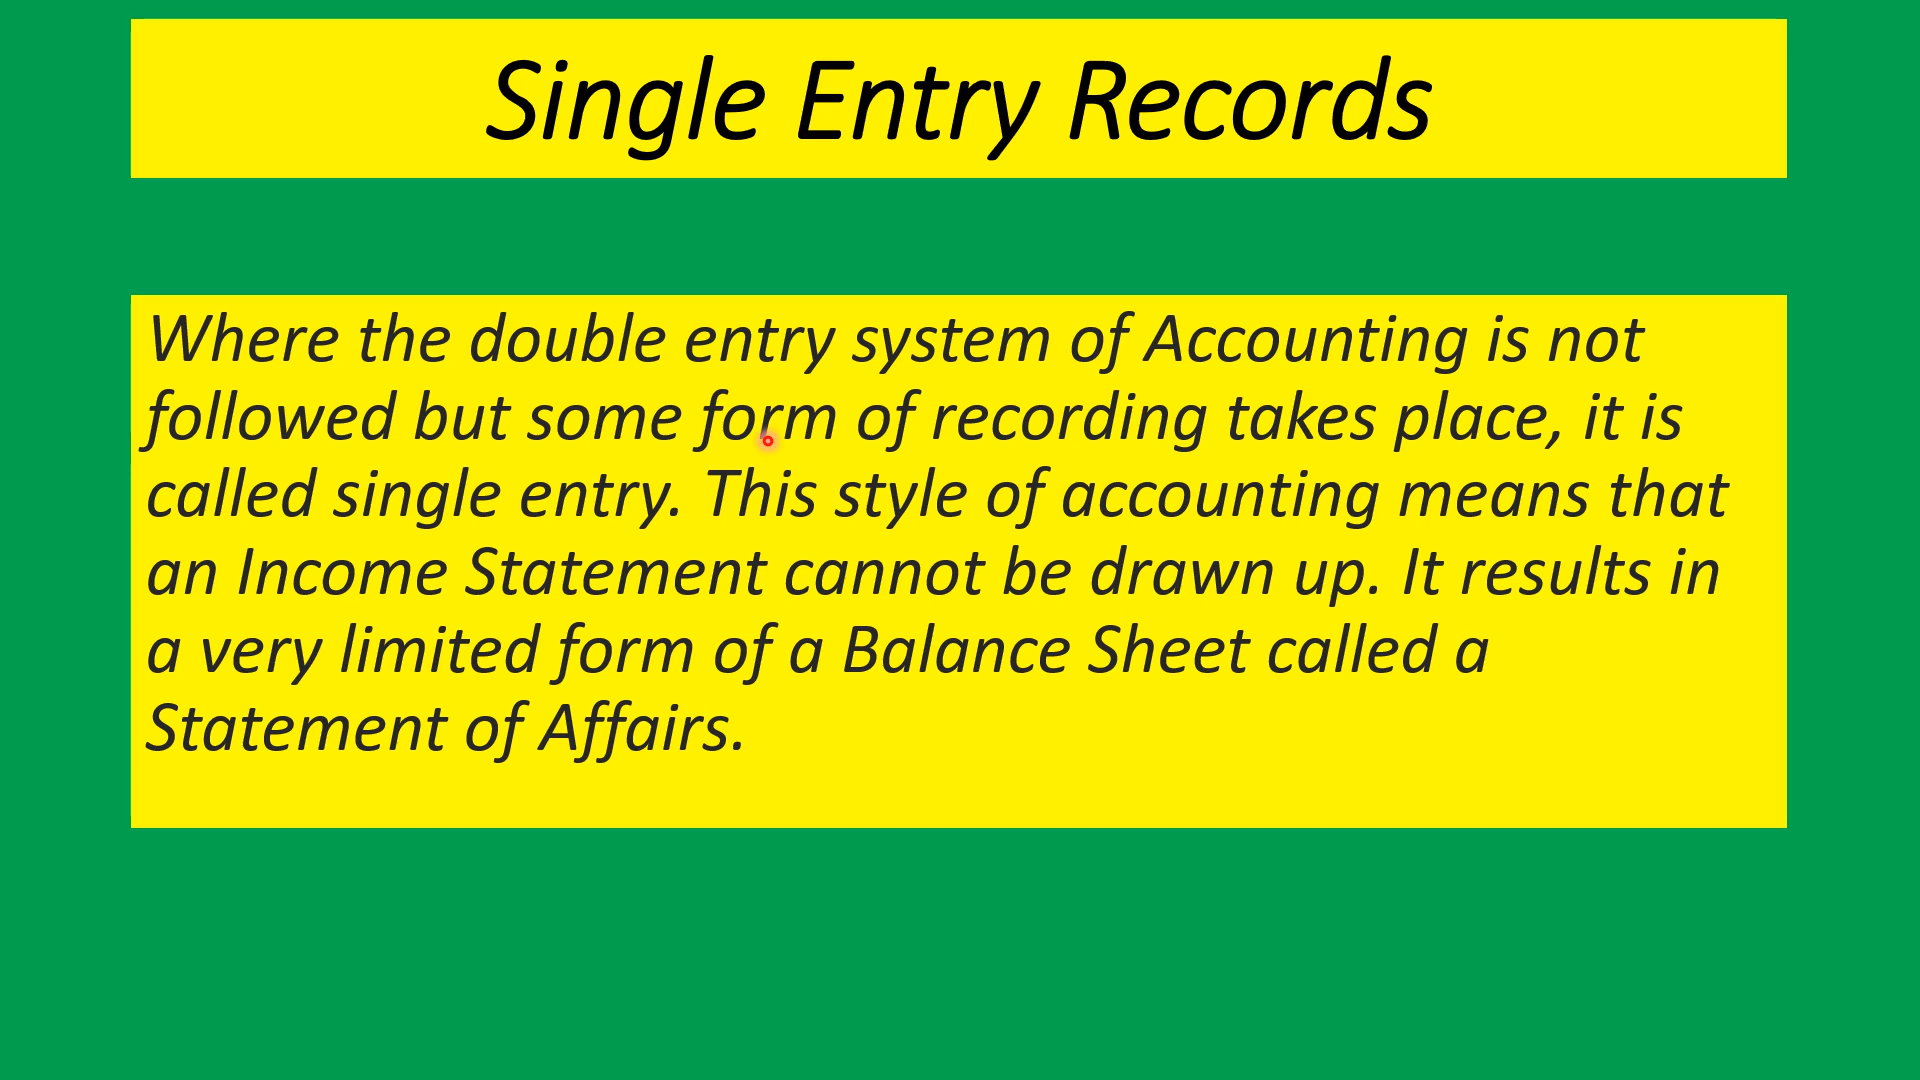 Single Entry Records
Where the double entry system of Accounting is not
followed but some form of recording takes place, it is
called single entry. This style of accounting means that
an Income Statement cannot be drawn up. It results in
a very limited form of a Balance Sheet called a
Statement of Affairs.